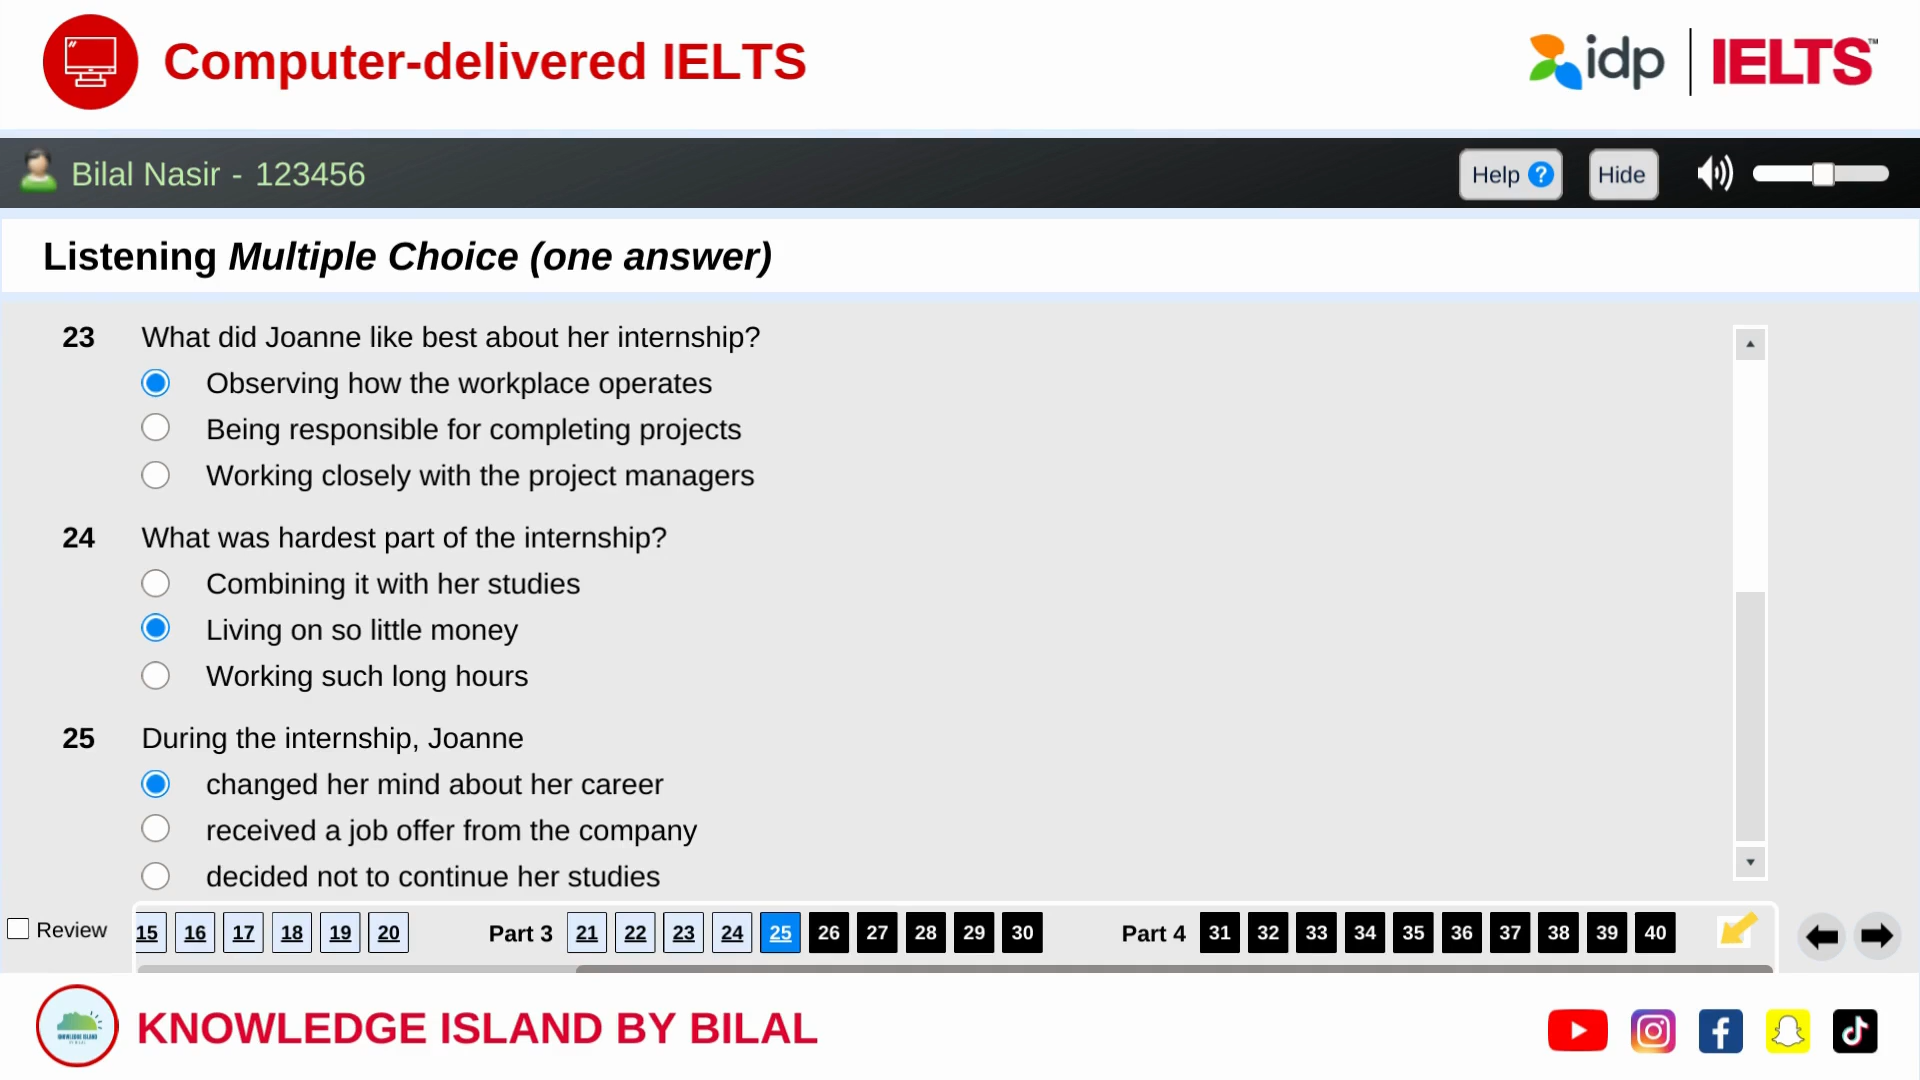 Computer-delivered IELTS
idp IELTS™
Bilal Nasir - 123456
Help ?
Hide
Listening Multiple Choice (one answer)
23 What did Joanne like best about her internship?
Observing how the workplace operates
Being responsible for completing projects
Working closely with the project managers
24 What was hardest part of the internship?
Combining it with her studies
Living on so little money
Working such long hours
25 During the internship, Joanne
changed her mind about her career
received a job offer from the company
decided not to continue her studies
Review 15 16 17 18 19 20 Part 3 21 22 23 24 25 26 27 28 29 30 Part 4 31 32 33 34 35 36 37 38 39 40
KNOWLEDGE ISLAND
KNOWLEDGE ISLAND BY BILAL